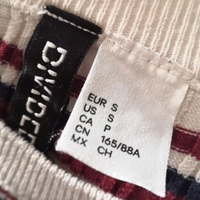 DIVIDED
EUR S
US S
CA P
CN 165/88A
MX CH